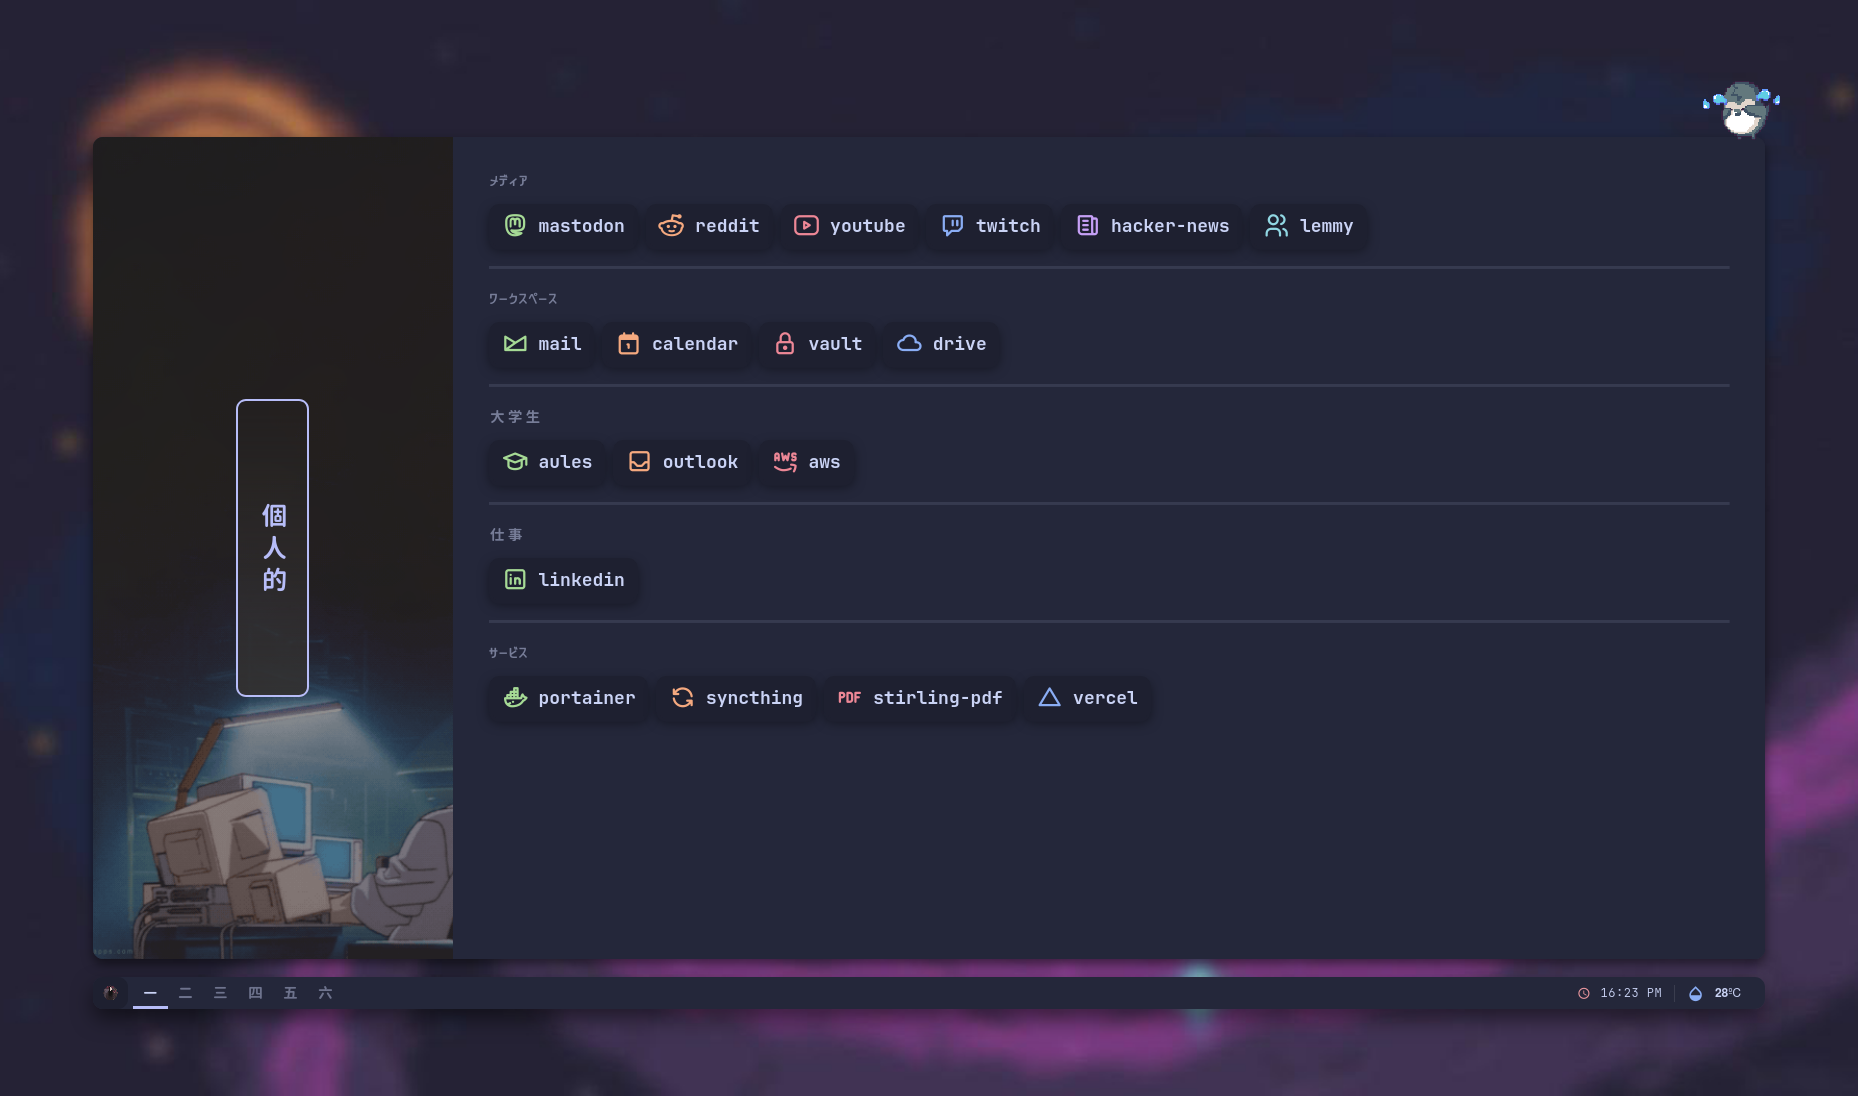 個人的
メディア
mastodon reddit youtube twitch hacker-news lemmy
ワークスペース
mail calendar vault drive
大学生
aules outlook aws
仕事
linkedin
サービス
portainer syncthing PDF stirling-pdf vercel
一 二 三 四 五 六 16:23 PM 28ºC